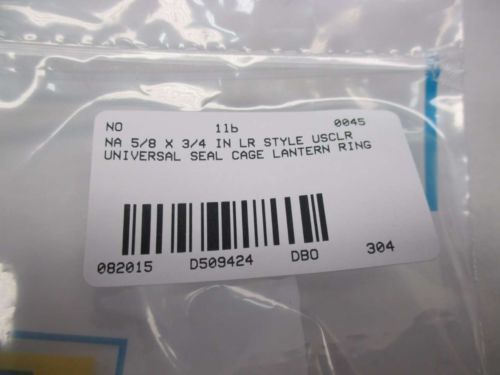 NO 1lb 0045
NA 5/8 X 3/4 IN LR STYLE USCLR
UNIVERSAL SEAL CAGE LANTERN RING
082015 D509424 DBO 304